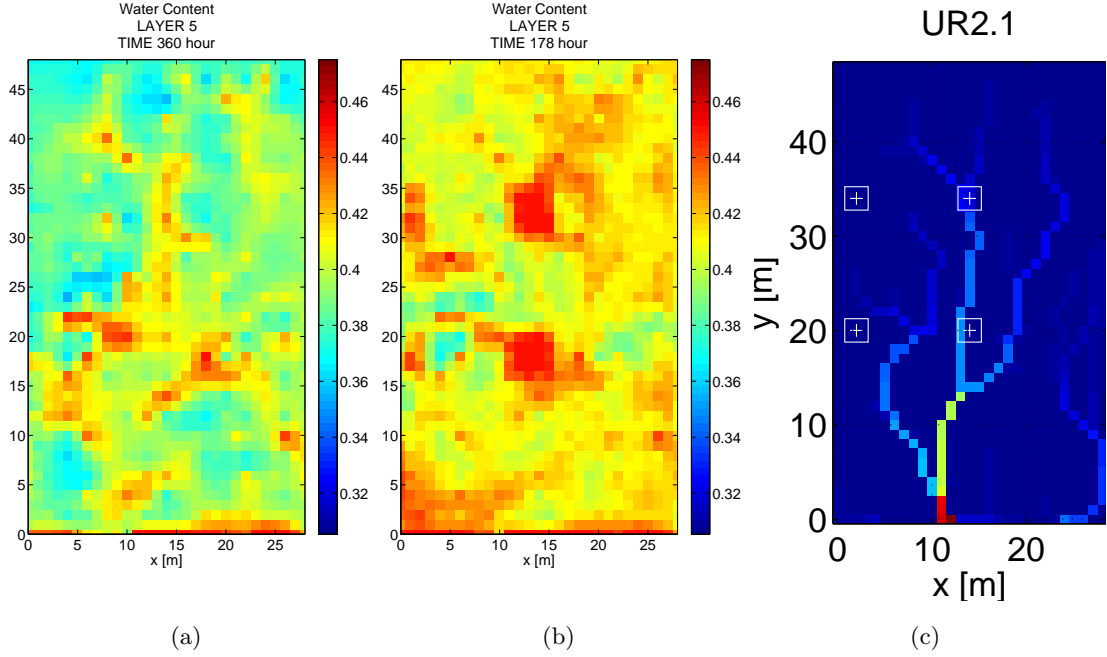 Water Content
LAYER 5
TIME 360 hour
45
40
35
30
25
20
15
10
5
0
0 5 10 15 20 25
x [m]
0.46
0.44
0.42
0.4
0.38
0.36
0.34
0.32
(a)
Water Content
LAYER 5
TIME 178 hour
45
40
35
30
25
20
15
10
5
0
0 5 10 15 20 25
x [m]
0.46
0.44
0.42
0.4
0.38
0.36
0.34
0.32
(b)
UR2.1
y [m]
40
30
20
10
0
0 10 20
x [m]
(c)